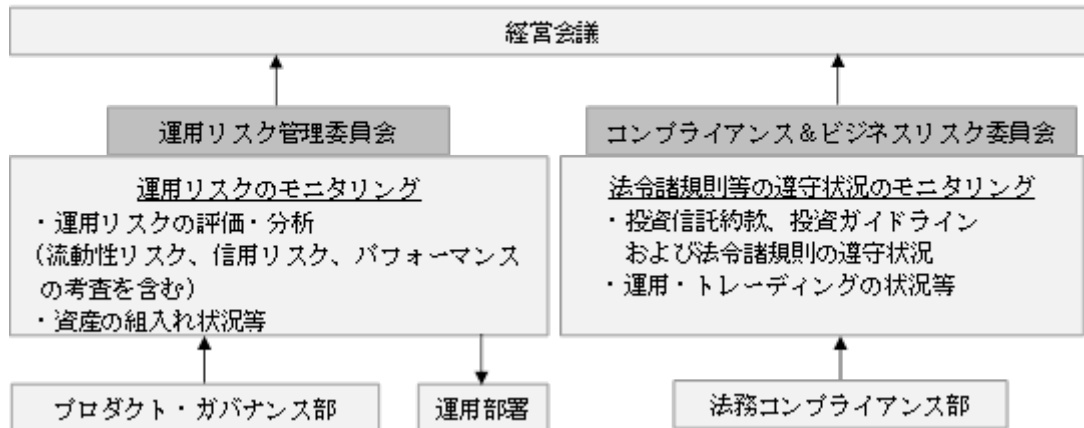 経営会議
運用リスク管理委員会
運用リスクのモニタリング
・運用リスクの評価・分析
(流動性リスク、信用リスク、パフォーマンス
の考査を含む)
・資産の組入れ状況等
プロダクト・ガバナンス部
運用部署
コンプライアンス＆ビジネスリスク委員会
法令諸規則等の遵守状況のモニタリング
・投資信託約款、投資ガイドライン
および法令諸規則の遵守状況
・運用・トレーディングの状況等
法務コンプライアンス部